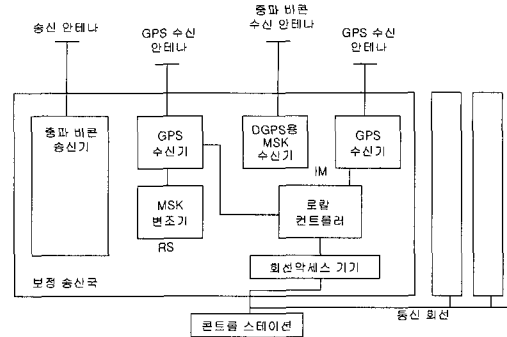 송신 안테나
GPS 수신
안테나
중파 비콘
수신 안테나
GPS 수신
안테나
중파 비콘
송신기
GPS
수신기
DGPS용
MSK
수신기
GPS
수신기
IM
MSK
변조기
로컬
컨트롤러
RS
회선악세스 기기
보정 송산국
통신 회선
콘트롤 스테이션